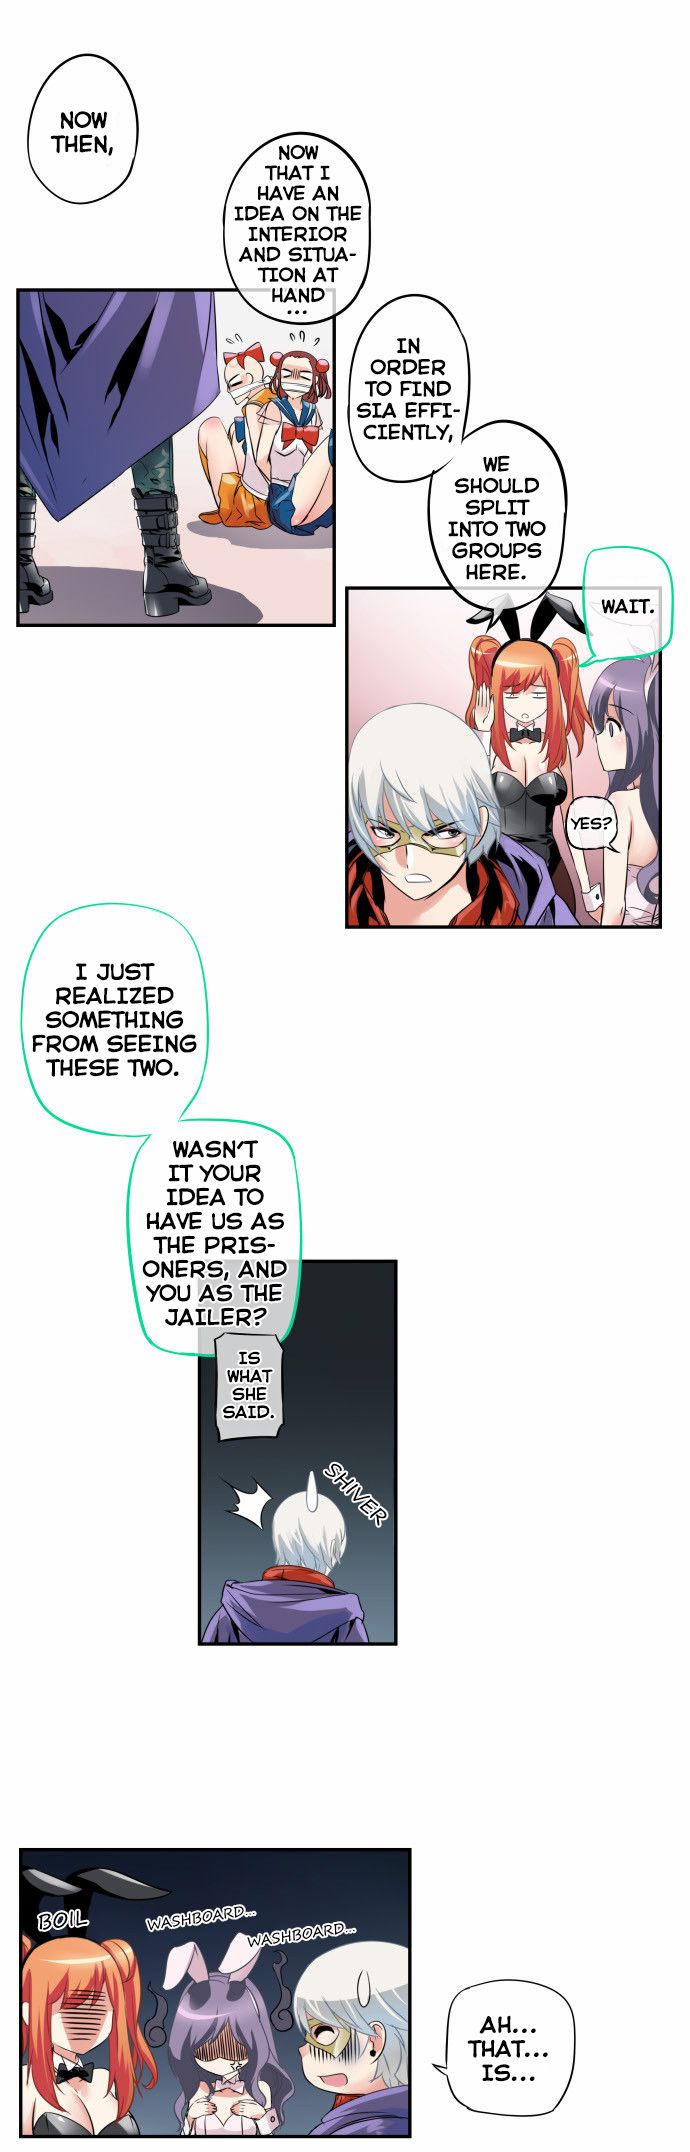 NOW
THEN,
NOW
THAT I
HAVE AN
IDEA ON THE
INTERIOR
AND SITUA-
TION AT
HAND
...
IN
ORDER
TO FIND
SIA EFFI-
CIENTLY,
WE
SHOULD
SPLIT
INTO TWO
GROUPS
HERE.
WAIT.
YES?
I JUST
REALIZED
SOMETHING
FROM SEEING
THESE TWO.
WASN'T
IT YOUR
IDEA TO
HAVE US AS
THE PRIS-
ONERS, AND
YOU AS THE
JAILER?
IS
WHAT
SHE
SAID.
SHIVER
BOIL
WASHBOARD...
WASHBOARD...
AH...
THAT...
IS...